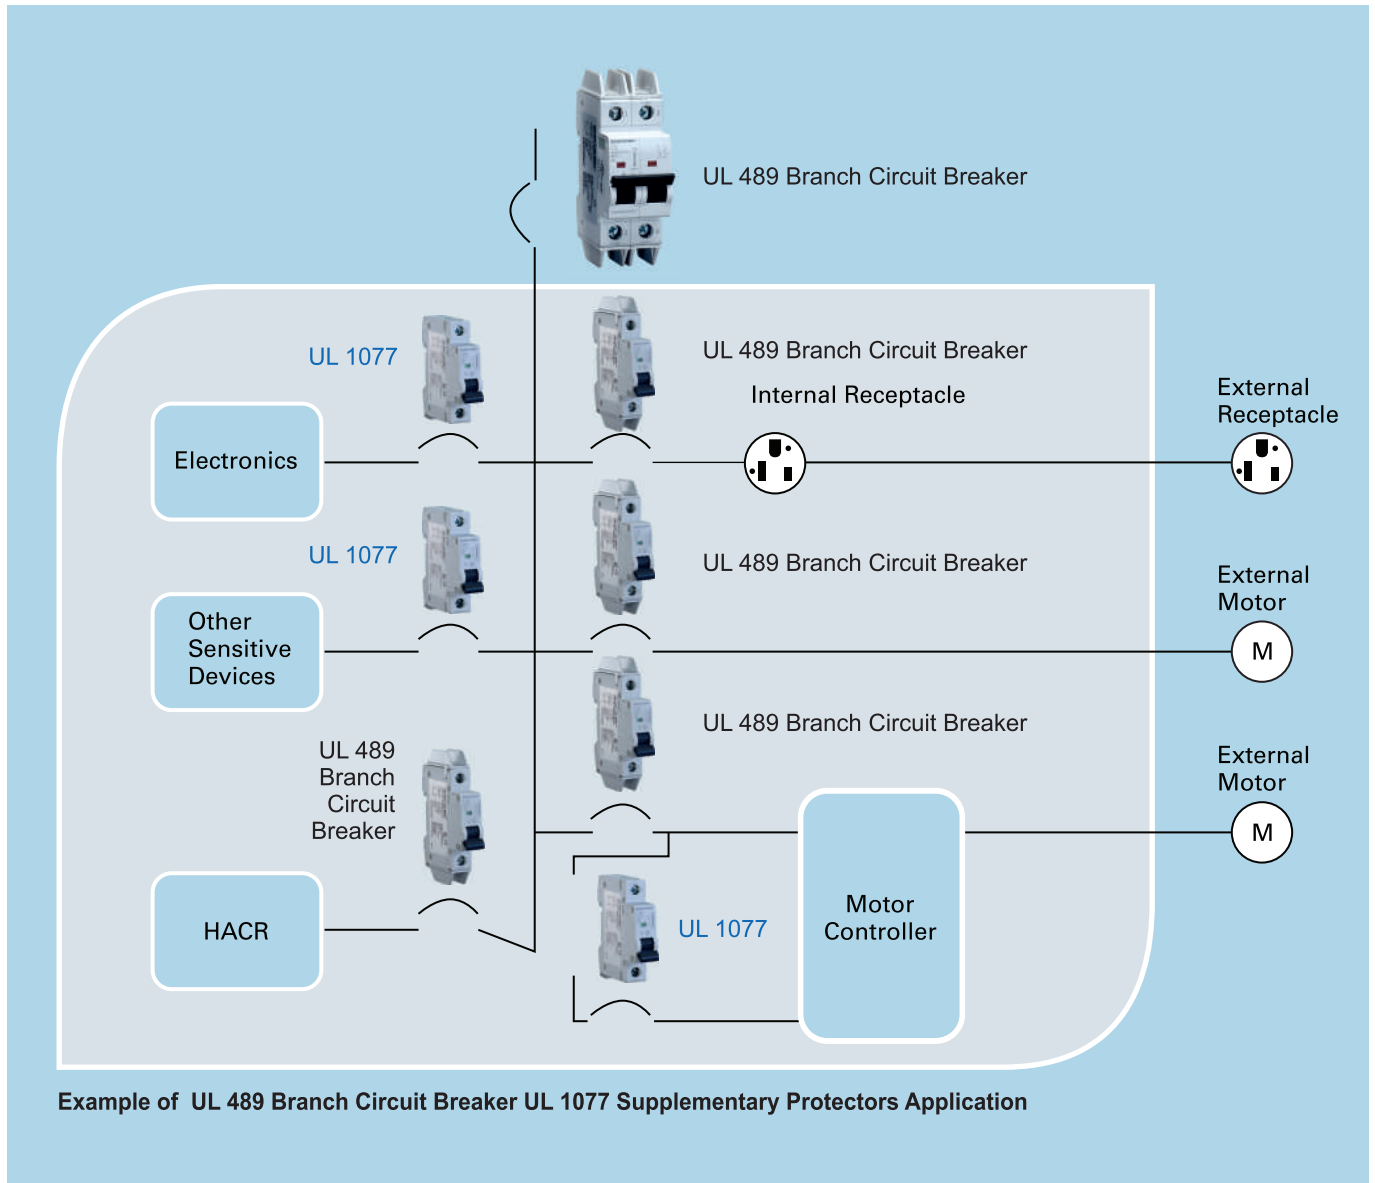 UL 489 Branch Circuit Breaker
UL 1077
UL 489 Branch Circuit Breaker
Internal Receptacle
External
Receptacle
Electronics
UL 1077
UL 489 Branch Circuit Breaker
External
Motor
Other
Sensitive
Devices
M
UL 489
Branch
Circuit
Breaker
UL 489 Branch Circuit Breaker
External
Motor
M
HACR
UL 1077
Motor
Controller
Example of UL 489 Branch Circuit Breaker UL 1077 Supplementary Protectors Application